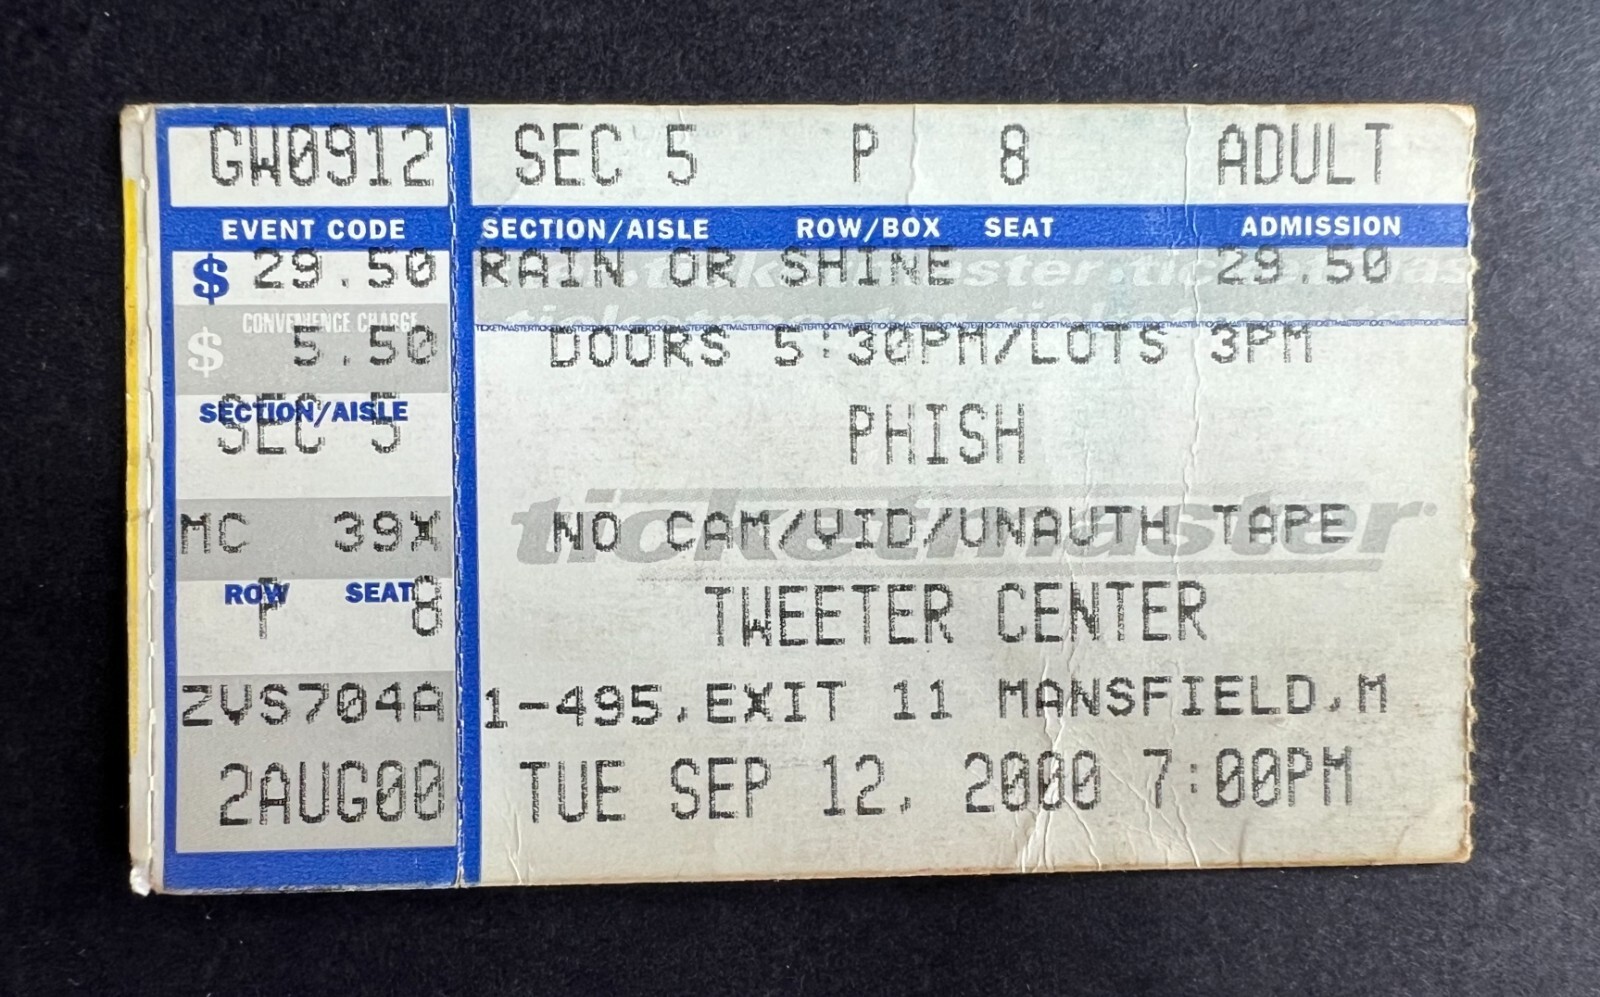 GW0912 SEC 5 P 8 ADULT
EVENT CODE SECTION/AISLE ROW/BOX SEAT ADMISSION
$ 29.50 RAIN OR SHINE 29.50
CONVENIENCE CHARGE
$ 5.50 DOORS 5:30PM/LOTS 3PM
SECTION/AISLE
SEC 5 PHISH
ticketmaster
MC 39X NO CAM/VID/UNAUTH TAPE
ROW SEAT
P 8 TWEETER CENTER
ZVS704A 1-495,EXIT 11 MANSFIELD,M
2AUG00 TUE SEP 12, 2000 7:00PM